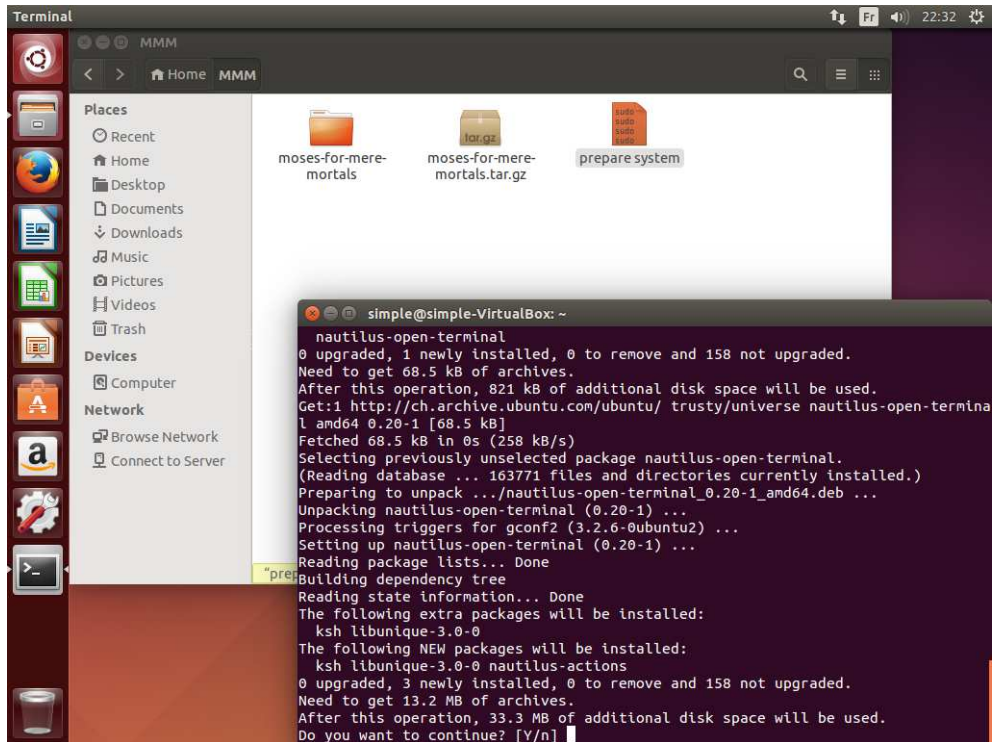 Terminal
Fr
22:32
MMM
Home MMM
Places
Recent
Home
Desktop
Documents
Downloads
Music
Pictures
Videos
Trash
Devices
Computer
Network
Browse Network
Connect to Server
moses-for-mere-
mortals
tar.gz
moses-for-mere-
mortals.tar.gz
sudo
sudo
sudo
sudo
prepare system
"prep
simple@simple-VirtualBox: ~
nautilus-open-terminal
0 upgraded, 1 newly installed, 0 to remove and 158 not upgraded.
Need to get 68.5 kB of archives.
After this operation, 821 kB of additional disk space will be used.
Get:1 http://ch.archive.ubuntu.com/ubuntu/ trusty/universe nautilus-open-termina
l amd64 0.20-1 [68.5 kB]
Fetched 68.5 kB in 0s (258 kB/s)
Selecting previously unselected package nautilus-open-terminal.
(Reading database ... 163771 files and directories currently installed.)
Preparing to unpack .../nautilus-open-terminal_0.20-1_amd64.deb ...
Unpacking nautilus-open-terminal (0.20-1) ...
Processing triggers for gconf2 (3.2.6-0ubuntu2) ...
Setting up nautilus-open-terminal (0.20-1) ...
Reading package lists... Done
Building dependency tree
Reading state information... Done
The following extra packages will be installed:
ksh libunique-3.0-0
The following NEW packages will be installed:
ksh libunique-3.0-0 nautilus-actions
0 upgraded, 3 newly installed, 0 to remove and 158 not upgraded.
Need to get 13.2 MB of archives.
After this operation, 33.3 MB of additional disk space will be used.
Do you want to continue? [Y/n]